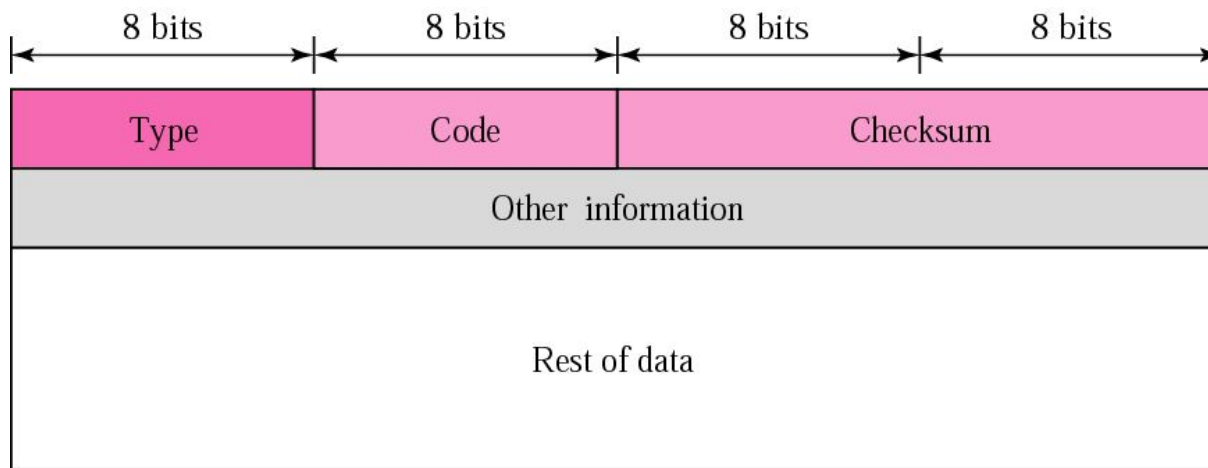 8 bits 8 bits 8 bits 8 bits
Type Code Checksum
Other information
Rest of data